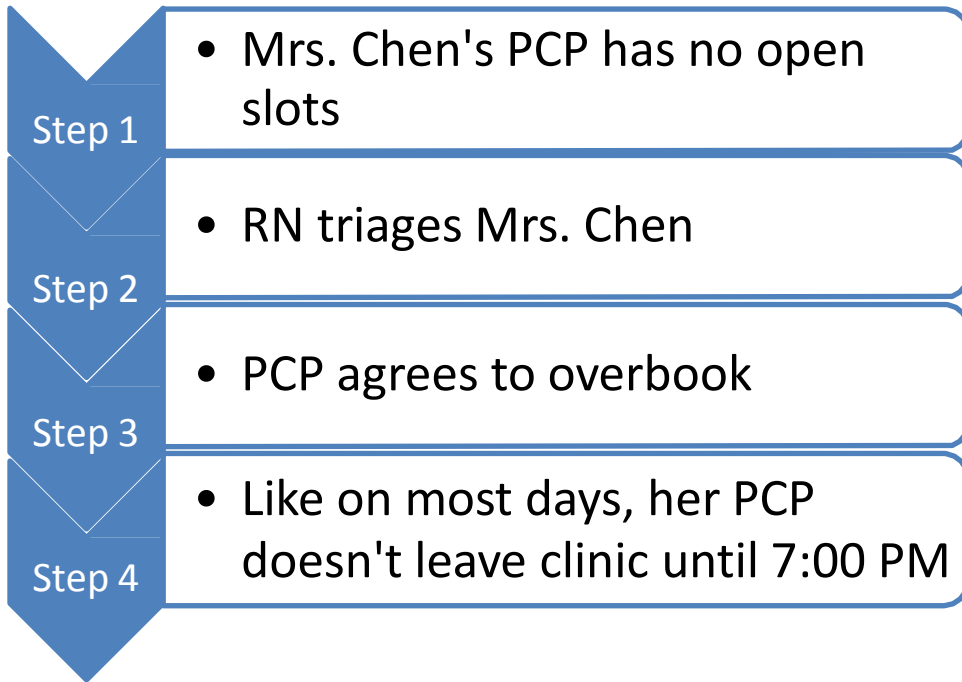 Step 1
• Mrs. Chen's PCP has no open
slots
Step 2
• RN triages Mrs. Chen
Step 3
• PCP agrees to overbook
Step 4
• Like on most days, her PCP
doesn't leave clinic until 7:00 PM